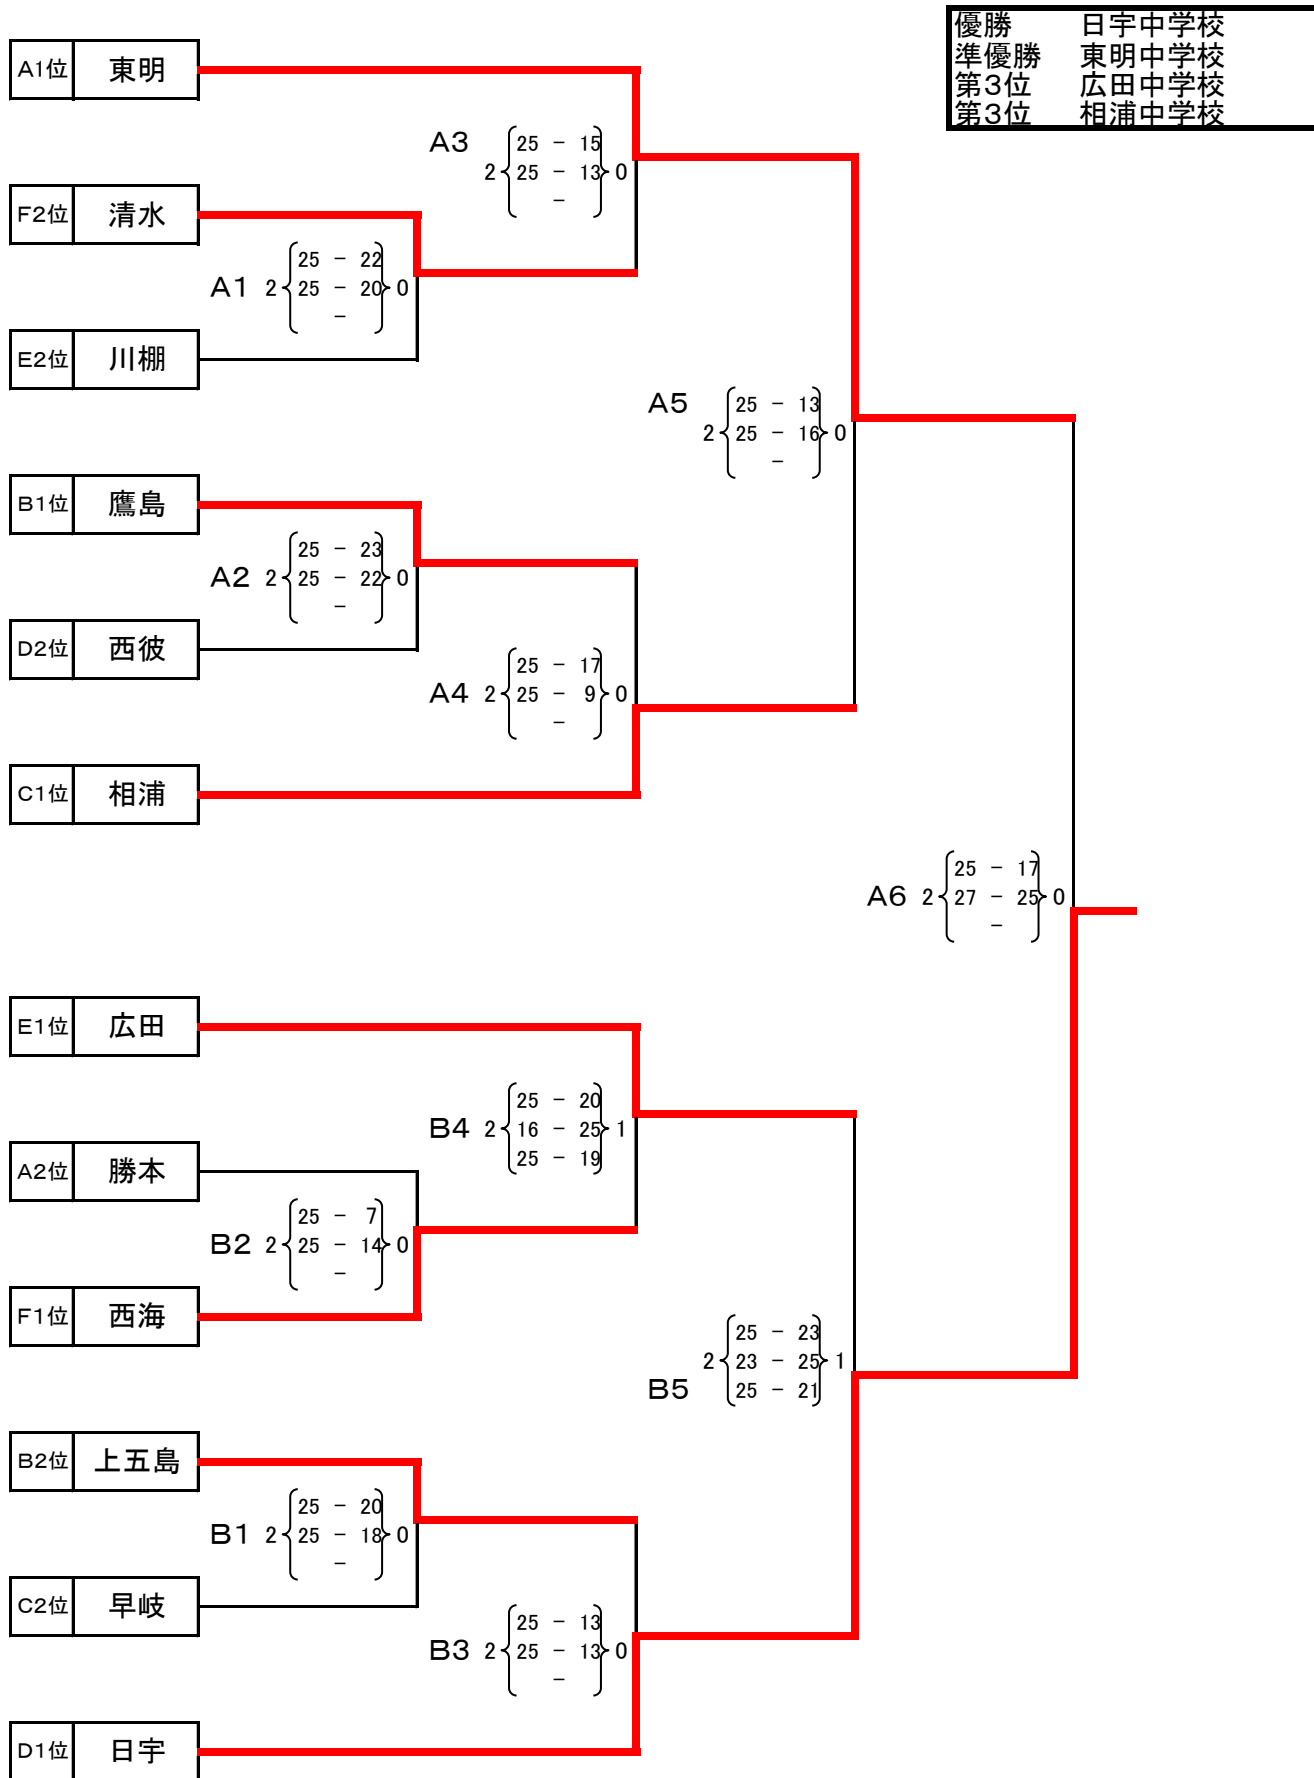 優勝 日宇中学校
準優勝 東明中学校
第3位 広田中学校
第3位 相浦中学校
A1位 東明
A3
25 - 15
2 25 - 13 0
-
F2位 清水
25 - 22
A1 2 25 - 20 0
-
E2位 川棚
A5
25 - 13
2 25 - 16 0
-
B1位 鷹島
25 - 23
A2 2 25 - 22 0
-
D2位 西彼
25 - 17
A4 2 25 - 9 0
-
C1位 相浦
25 - 17
A6 2 27 - 25 0
-
E1位 広田
25 - 20
B4 2 16 - 25 1
25 - 19
A2位 勝本
25 - 7
B2 2 25 - 14 0
-
F1位 西海
25 - 23
2 23 - 25 1
B5 25 - 21
B2位 上五島
25 - 20
B1 2 25 - 18 0
-
C2位 早岐
25 - 13
B3 2 25 - 13 0
-
D1位 日宇